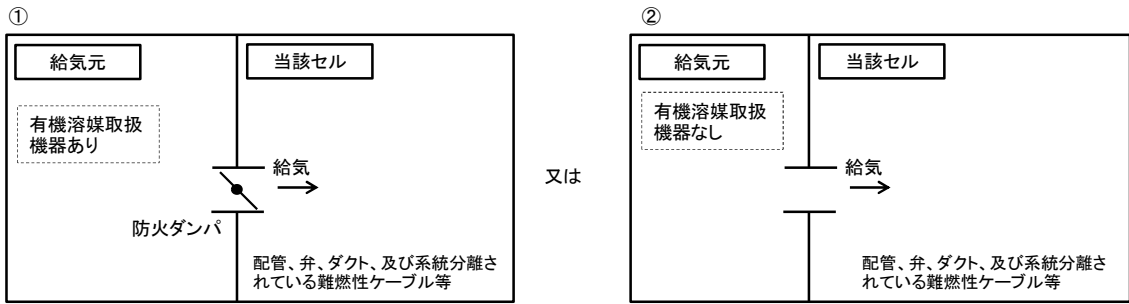 ①
給気元
当該セル
有機溶媒取扱
機器あり
給気
防火ダンパ
配管、弁、ダクト、及び系統分離さ
れている難燃性ケーブル等
又は
②
給気元
当該セル
有機溶媒取扱
機器なし
給気
配管、弁、ダクト、及び系統分離さ
れている難燃性ケーブル等